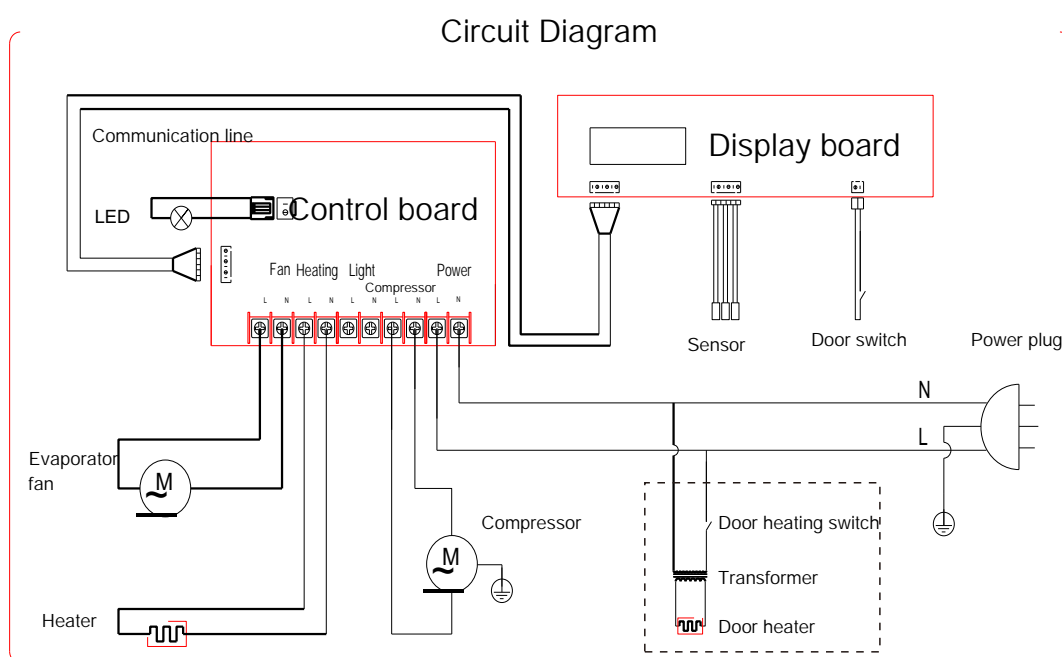 Circuit Diagram
Communication line
Display board
LED
Control board
Fan Heating Light Power
Compressor
L N L N L N L N L N
Sensor
Door switch
Power plug
N
L
Evaporator
fan
M
~
Compressor
M
~
Door heating switch
Transformer
Heater
Door heater